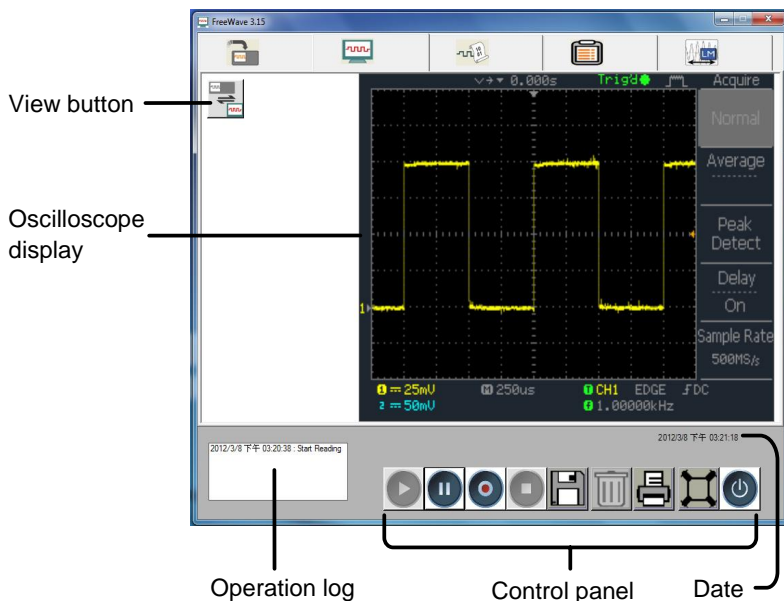 FreeWave 3.15
View button
0.000s Trig'd Acquire
Normal
Average
Oscilloscope
display
Peak
Detect
Delay
On
1
Sample Rate
500MS/s
1 25mV M 250us T CH1 EDGE DC
2 50mV f 1.00000kHz
2012/3/8 下午 03:21:18
2012/3/8 下午 03:20:38 : Start Reading
Operation log
Control panel
Date